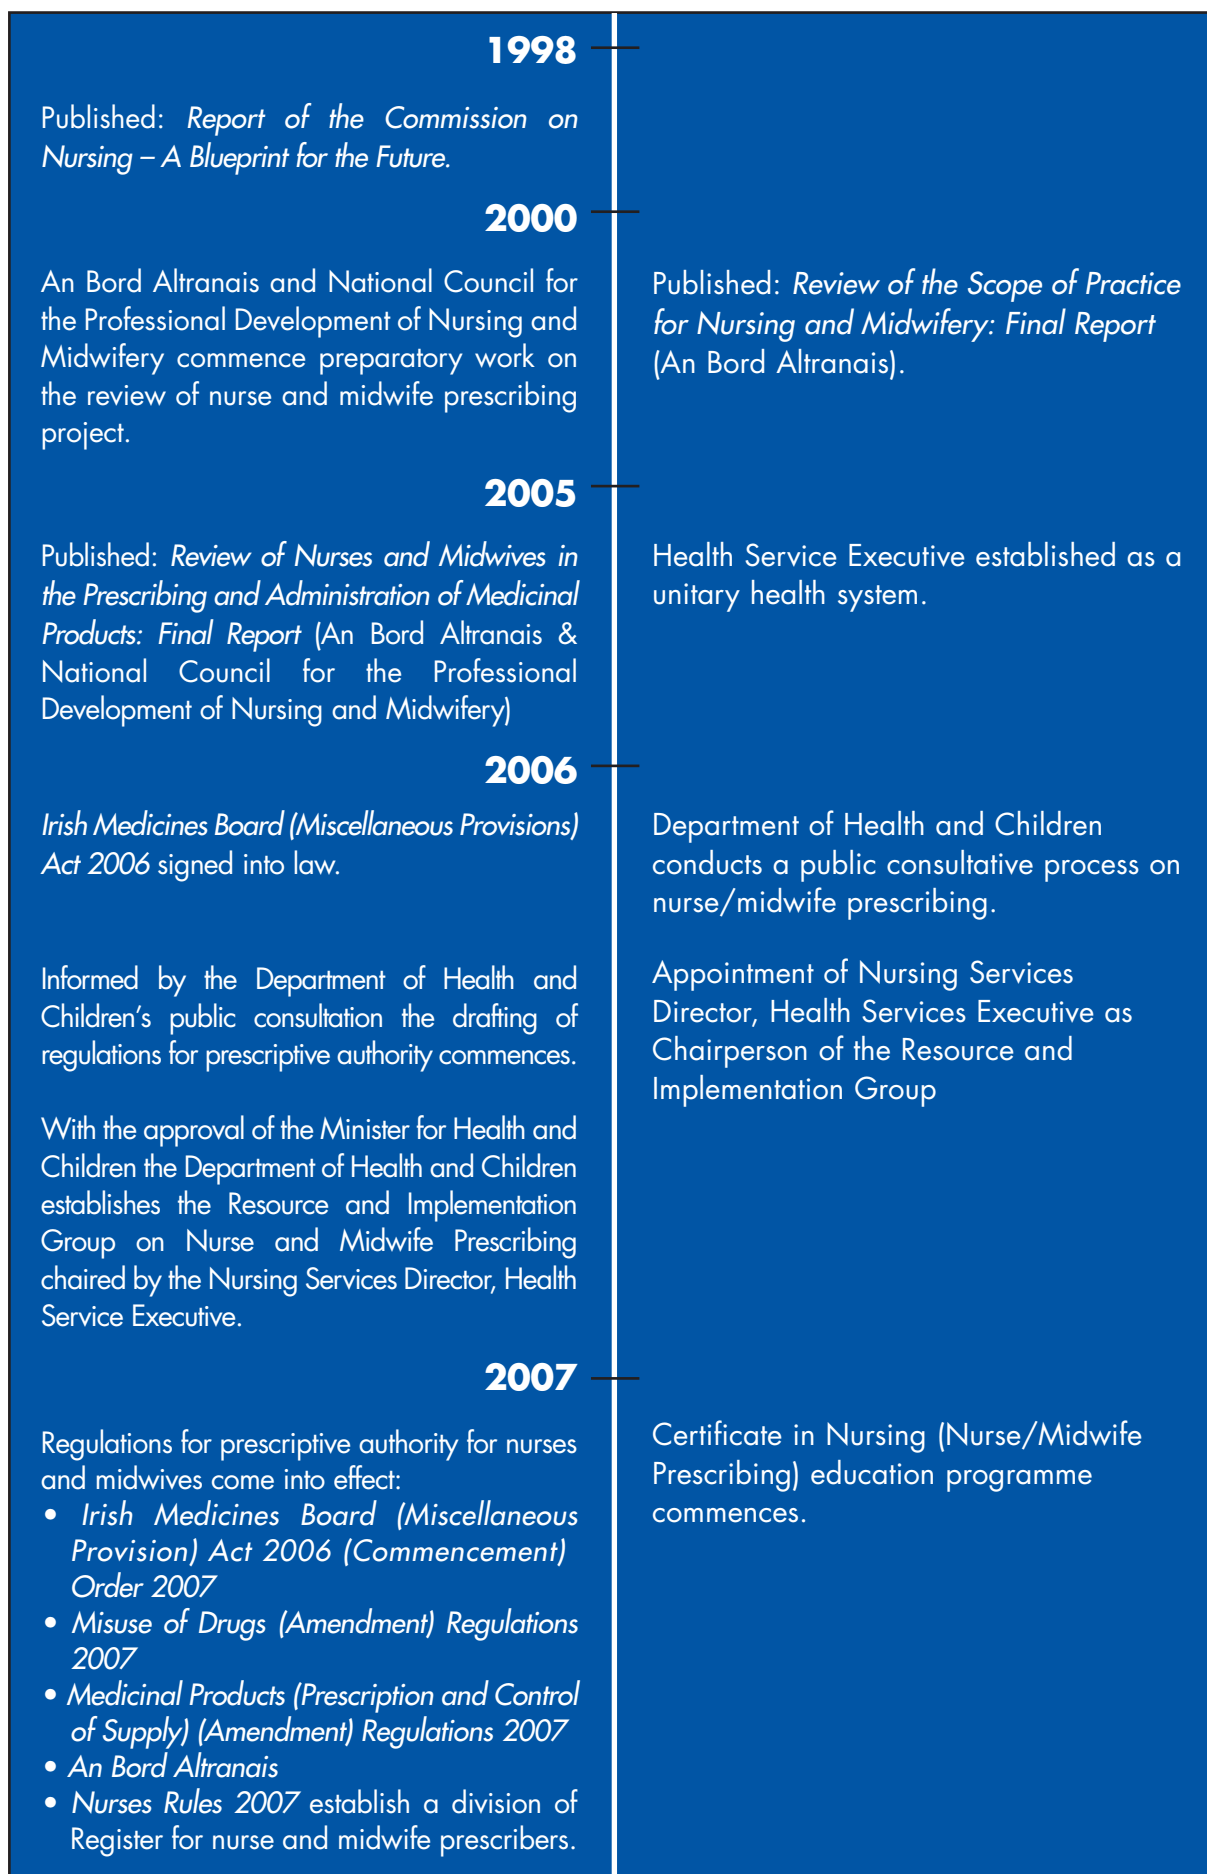 1998
Published: Report of the Commission on
Nursing – A Blueprint for the Future.
2000
An Bord Altranais and National Council for
the Professional Development of Nursing and
Midwifery commence preparatory work on
the review of nurse and midwife prescribing
project.
Published: Review of the Scope of Practice
for Nursing and Midwifery: Final Report
(An Bord Altranais).
2005
Published: Review of Nurses and Midwives in
the Prescribing and Administration of Medicinal
Products: Final Report (An Bord Altranais &
National Council for the Professional
Development of Nursing and Midwifery)
Health Service Executive established as a
unitary health system.
2006
Irish Medicines Board (Miscellaneous Provisions)
Act 2006 signed into law.
Informed by the Department of Health and
Children’s public consultation the drafting of
regulations for prescriptive authority commences.
With the approval of the Minister for Health and
Children the Department of Health and Children
establishes the Resource and Implementation
Group on Nurse and Midwife Prescribing
chaired by the Nursing Services Director, Health
Service Executive.
Department of Health and Children
conducts a public consultative process on
nurse/midwife prescribing.
Appointment of Nursing Services
Director, Health Services Executive as
Chairperson of the Resource and
Implementation Group
2007
Regulations for prescriptive authority for nurses
and midwives come into effect:
• Irish Medicines Board (Miscellaneous
Provision) Act 2006 (Commencement)
Order 2007
• Misuse of Drugs (Amendment) Regulations
2007
• Medicinal Products (Prescription and Control
of Supply) (Amendment) Regulations 2007
• An Bord Altranais
• Nurses Rules 2007 establish a division of
Register for nurse and midwife prescribers.
Certificate in Nursing (Nurse/Midwife
Prescribing) education programme
commences.